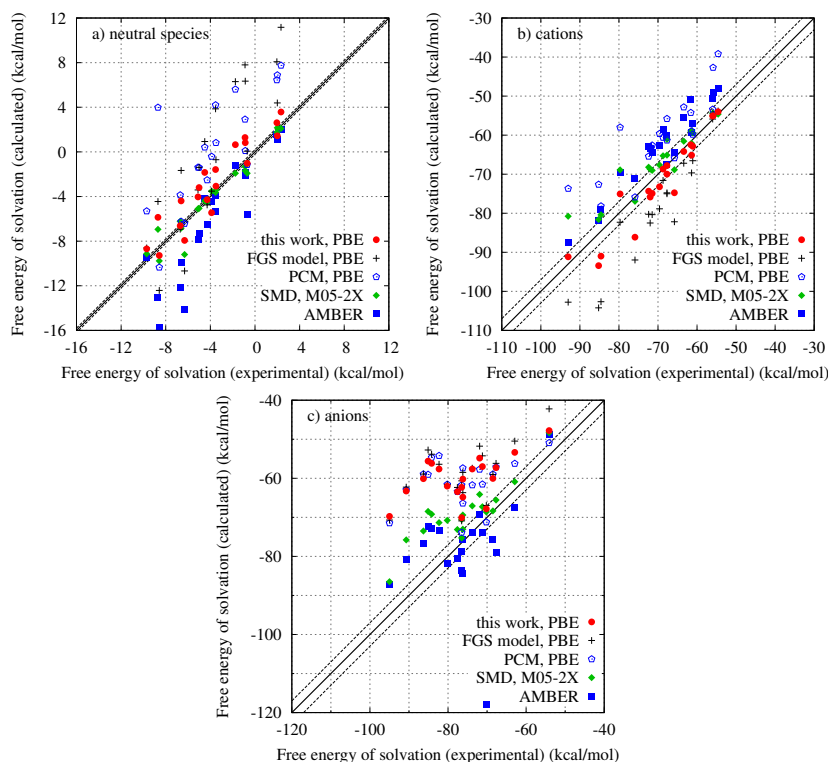 a) neutral species
Free energy of solvation (calculated) (kcal/mol)
12
8
4
0
-4
-8
-12
-16
this work, PBE
FGS model, PBE
PCM, PBE
SMD, M05-2X
AMBER
-16 -12 -8 -4 0 4 8 12
Free energy of solvation (experimental) (kcal/mol)
b) cations
Free energy of solvation (calculated) (kcal/mol)
-30
-40
-50
-60
-70
-80
-90
-100
-110
this work, PBE
FGS model, PBE
PCM, PBE
SMD, M05-2X
AMBER
-110 -100 -90 -80 -70 -60 -50 -40 -30
Free energy of solvation (experimental) (kcal/mol)
c) anions
Free energy of solvation (calculated) (kcal/mol)
-40
-60
-80
-100
-120
this work, PBE
FGS model, PBE
PCM, PBE
SMD, M05-2X
AMBER
-120 -100 -80 -60 -40
Free energy of solvation (experimental) (kcal/mol)